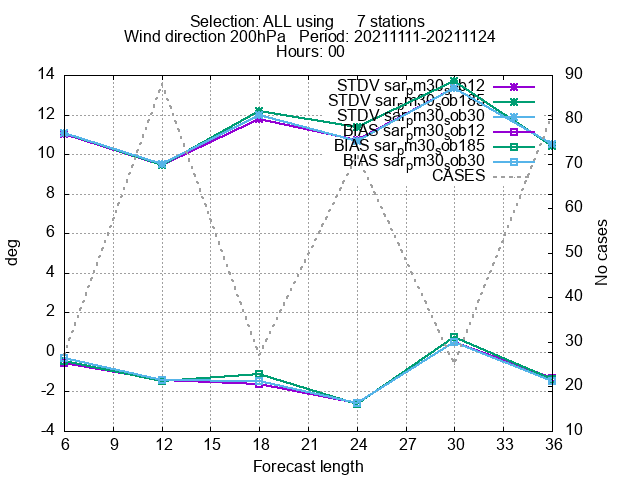 Selection: ALL using 7 stations
Wind direction 200hPa Period: 20211111-20211124
Hours: 00
14
12
10
8
6
4
2
0
-2
-4
deg
90
80
70
60
50
40
30
20
10
No cases
STDV sar_pm30_sob12
STDV sar_pm30_sob185
STDV sar_pm30_sob30
BIAS sar_pm30_sob12
BIAS sar_pm30_sob185
BIAS sar_pm30_sob30
CASES
6 9 12 15 18 21 24 27 30 33 36
Forecast length